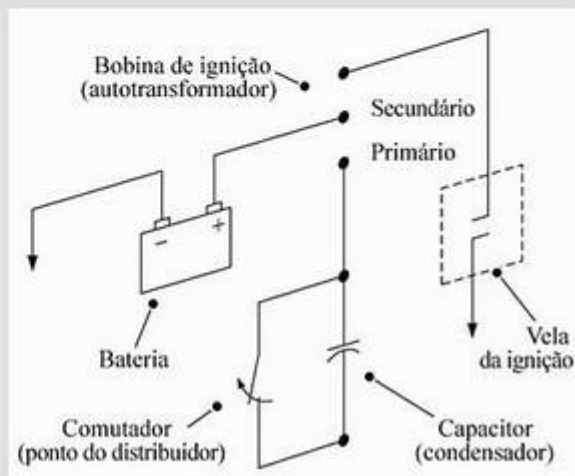 Bobina de ignição
(autotransformador)
Secundário
Primário
−
+
Bateria
Vela
da ignição
Comutador
(ponto do distribuidor)
Capacitor
(condensador)